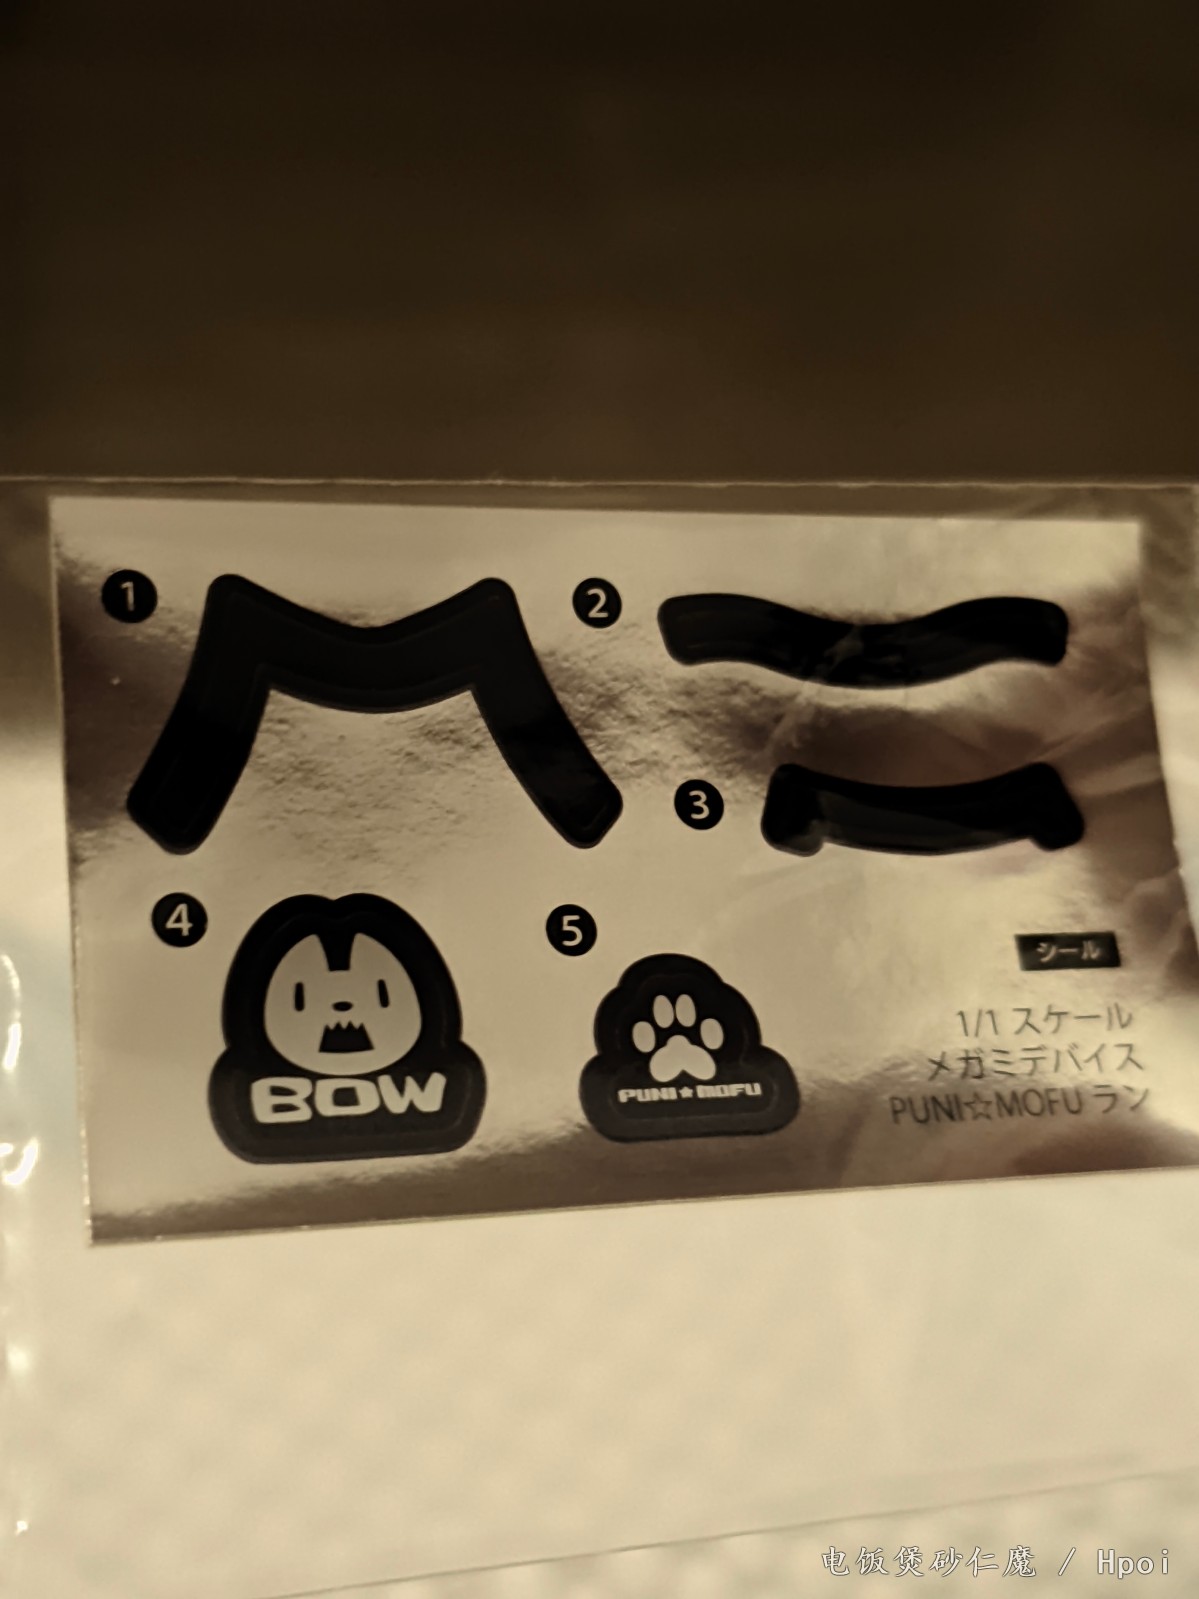 1
2
3
4
BOW
5
PUNI★MOFU
シール
1/1 スケール
メガミデバイス
PUNI☆MOFU ラン
电饭煲砂仁魔 / Hpoi